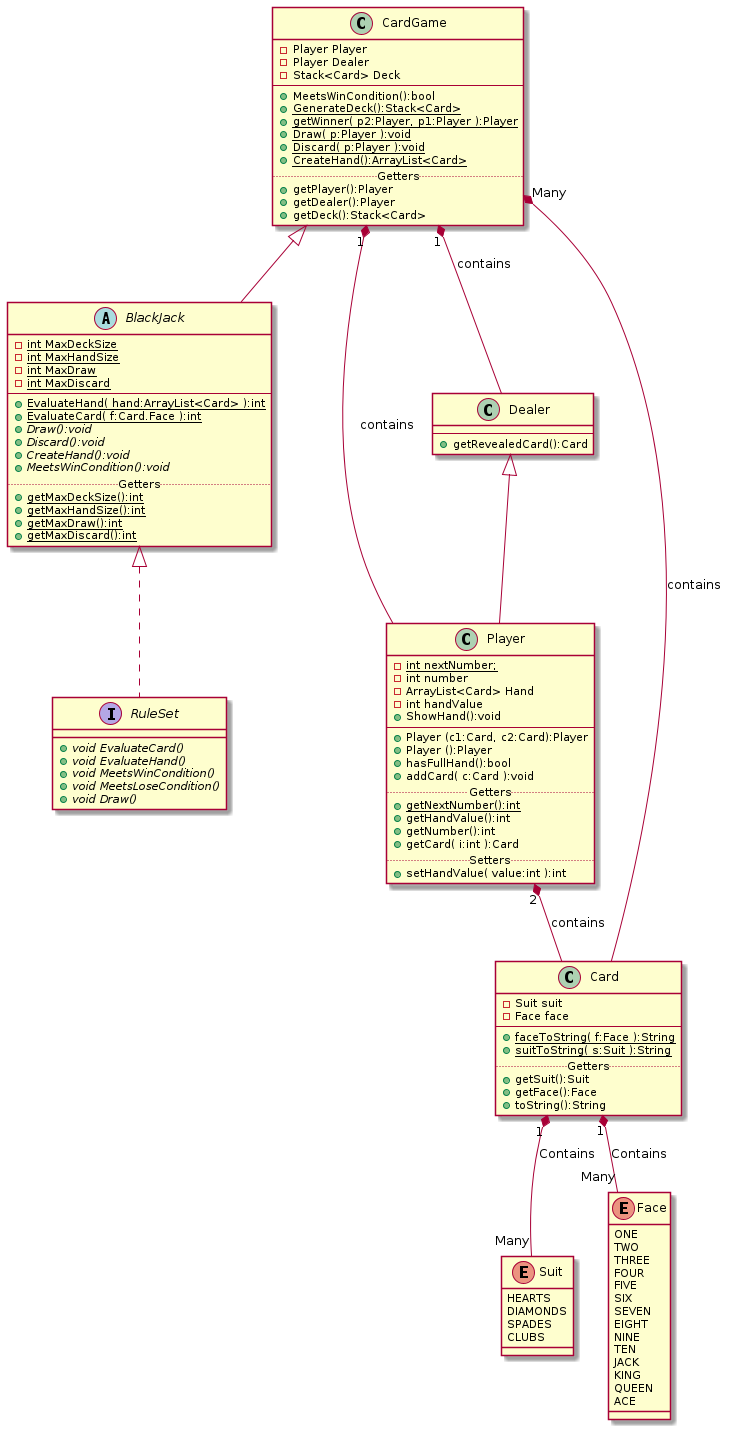 C CardGame
Player Player
Player Dealer
Stack<Card> Deck
MeetsWinCondition():bool
GenerateDeck():Stack<Card>
getWinner( p2:Player, p1:Player ):Player
Draw( p:Player ):void
Discard( p:Player ):void
CreateHand():ArrayList<Card>
Getters
getPlayer():Player
getDealer():Player
getDeck():Stack<Card>
Many
1
1
contains
A BlackJack
int MaxDeckSize
int MaxHandSize
int MaxDraw
int MaxDiscard
EvaluateHand( hand:ArrayList<Card> ):int
EvaluateCard( f:Card.Face ):int
Draw():void
Discard():void
CreateHand():void
MeetsWinCondition():void
Getters
getMaxDeckSize():int
getMaxHandSize():int
getMaxDraw():int
getMaxDiscard():int
contains
C Dealer
getRevealedCard():Card
contains
I RuleSet
void EvaluateCard()
void EvaluateHand()
void MeetsWinCondition()
void MeetsLoseCondition()
void Draw()
C Player
int nextNumber;
int number
ArrayList<Card> Hand
int handValue
ShowHand():void
Player (c1:Card, c2:Card):Player
Player ():Player
hasFullHand():bool
addCard( c:Card ):void
Getters
getNextNumber():int
getHandValue():int
getNumber():int
getCard( i:int ):Card
Setters
setHandValue( value:int ):int
2
contains
C Card
Suit suit
Face face
faceToString( f:Face ):String
suitToString( s:Suit ):String
Getters
getSuit():Suit
getFace():Face
toString():String
1
1
Contains
Contains
Many
Many
E Suit
HEARTS
DIAMONDS
SPADES
CLUBS
E Face
ONE
TWO
THREE
FOUR
FIVE
SIX
SEVEN
EIGHT
NINE
TEN
JACK
KING
QUEEN
ACE